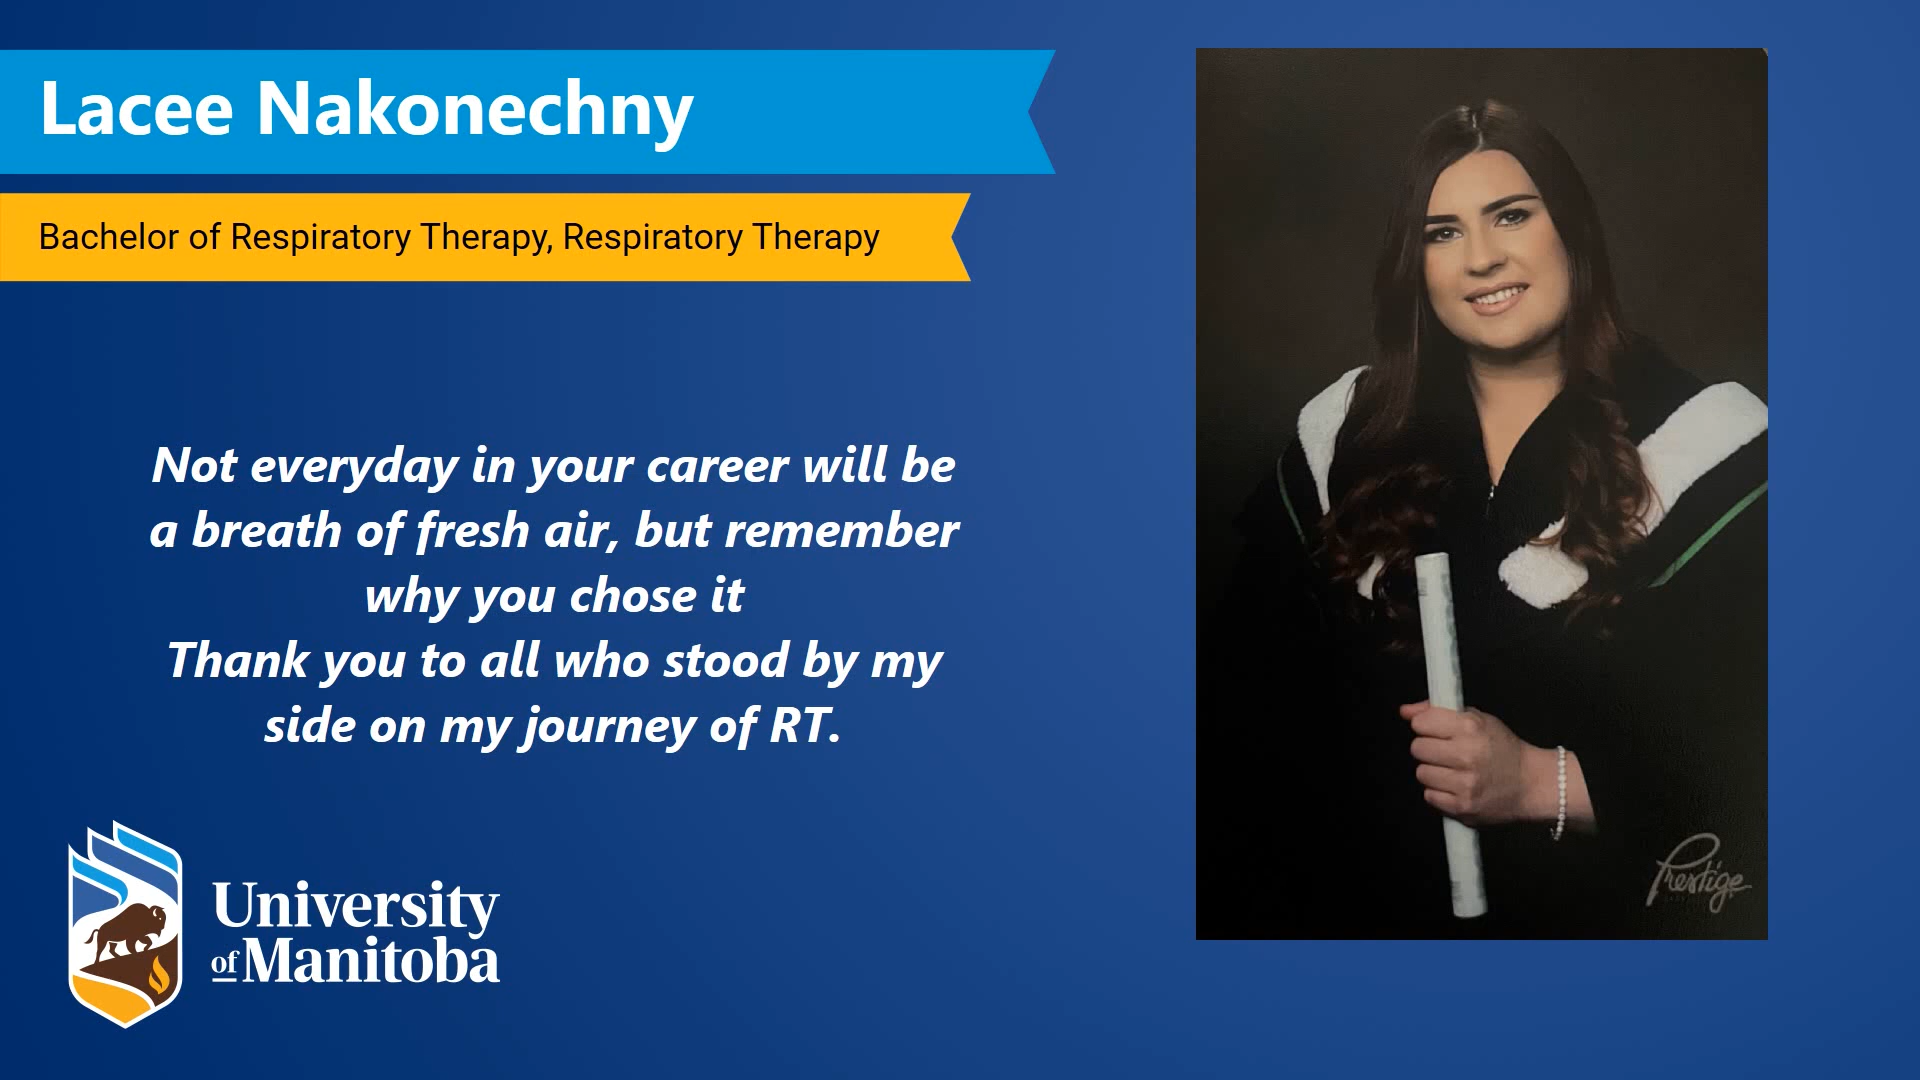 Lacee Nakonechny
Bachelor of Respiratory Therapy, Respiratory Therapy
Not everyday in your career will be
a breath of fresh air, but remember
why you chose it
Thank you to all who stood by my
side on my journey of RT.
University
of Manitoba
Prestige